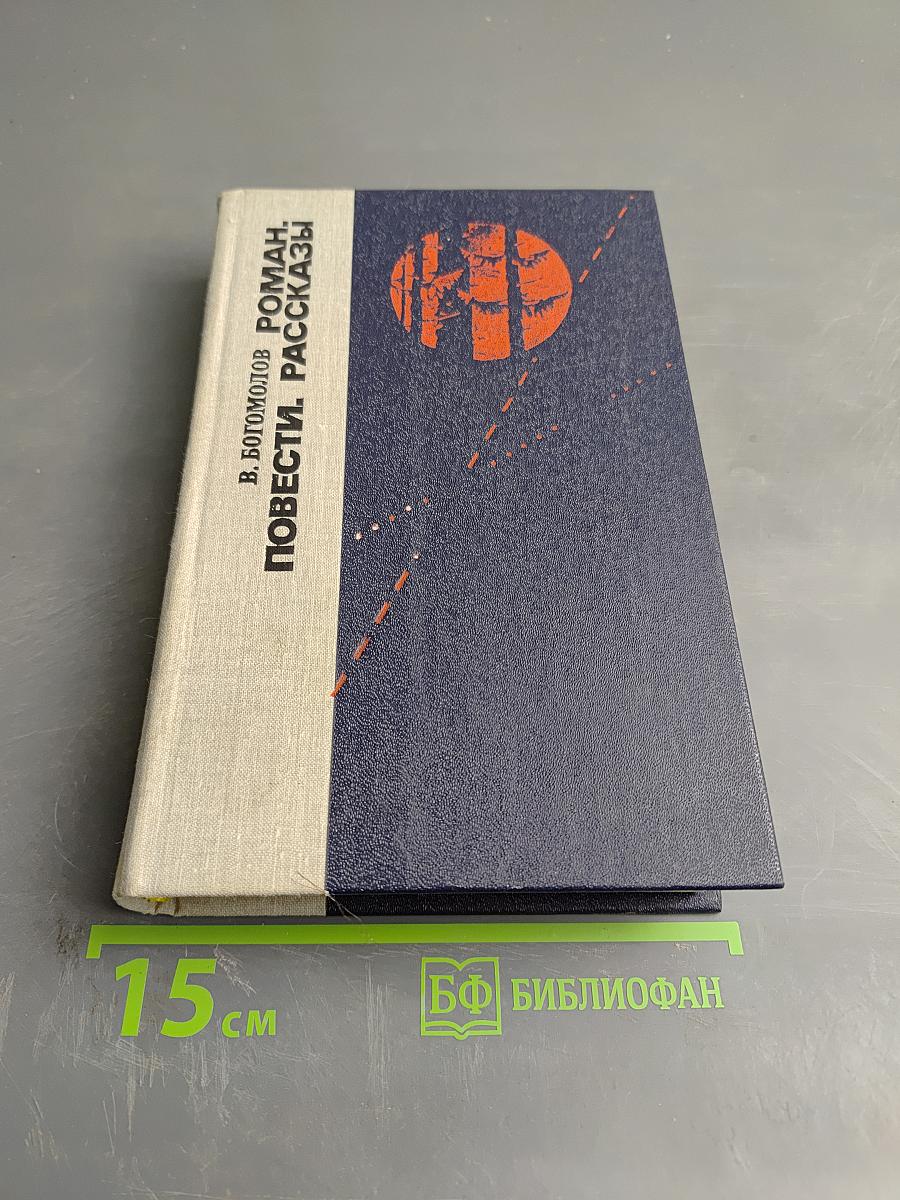 В. БОГОМОЛОВ РОМАН.
ПОВЕСТИ. РАССКАЗЫ
15 см
БФ БИБЛИОФАН